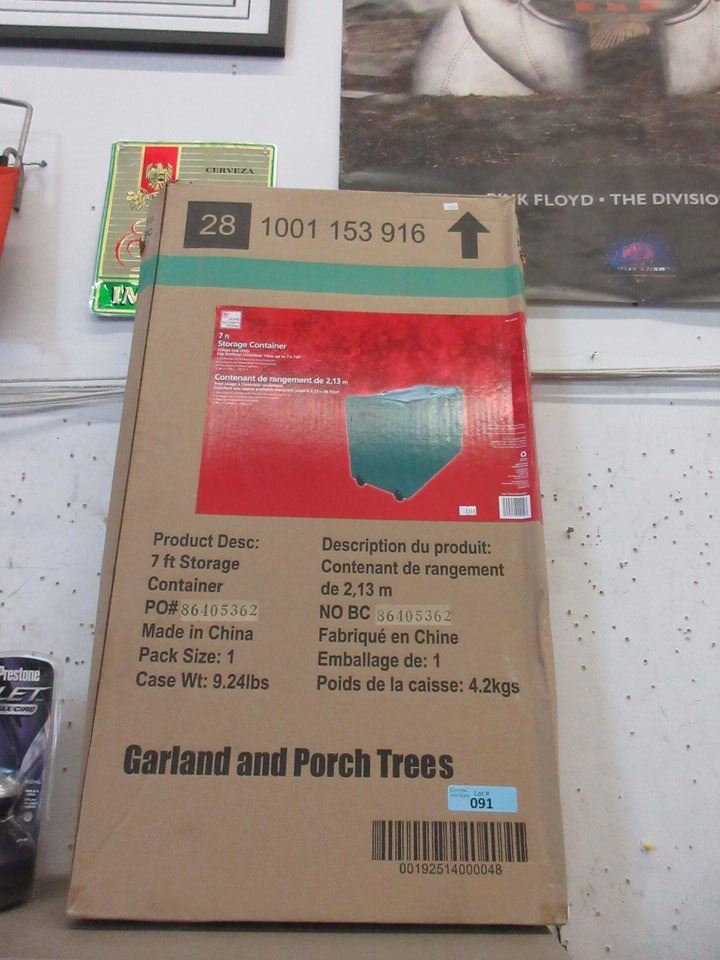 CERVEZA
PINK FLOYD • THE DIVISIO
28 1001 153 916
7 ft
Storage Container
Contenant de rangement de 2,13 m
Product Desc:
7 ft Storage
Container
PO# 86405362
Made in China
Pack Size: 1
Case Wt: 9.24lbs
Description du produit:
Contenant de rangement
de 2,13 m
NO BC 86405362
Fabriqué en Chine
Emballage de: 1
Poids de la caisse: 4.2kgs
Garland and Porch Trees
Lot #
091
00192514000048
Prestone
LET
AX/CIRE